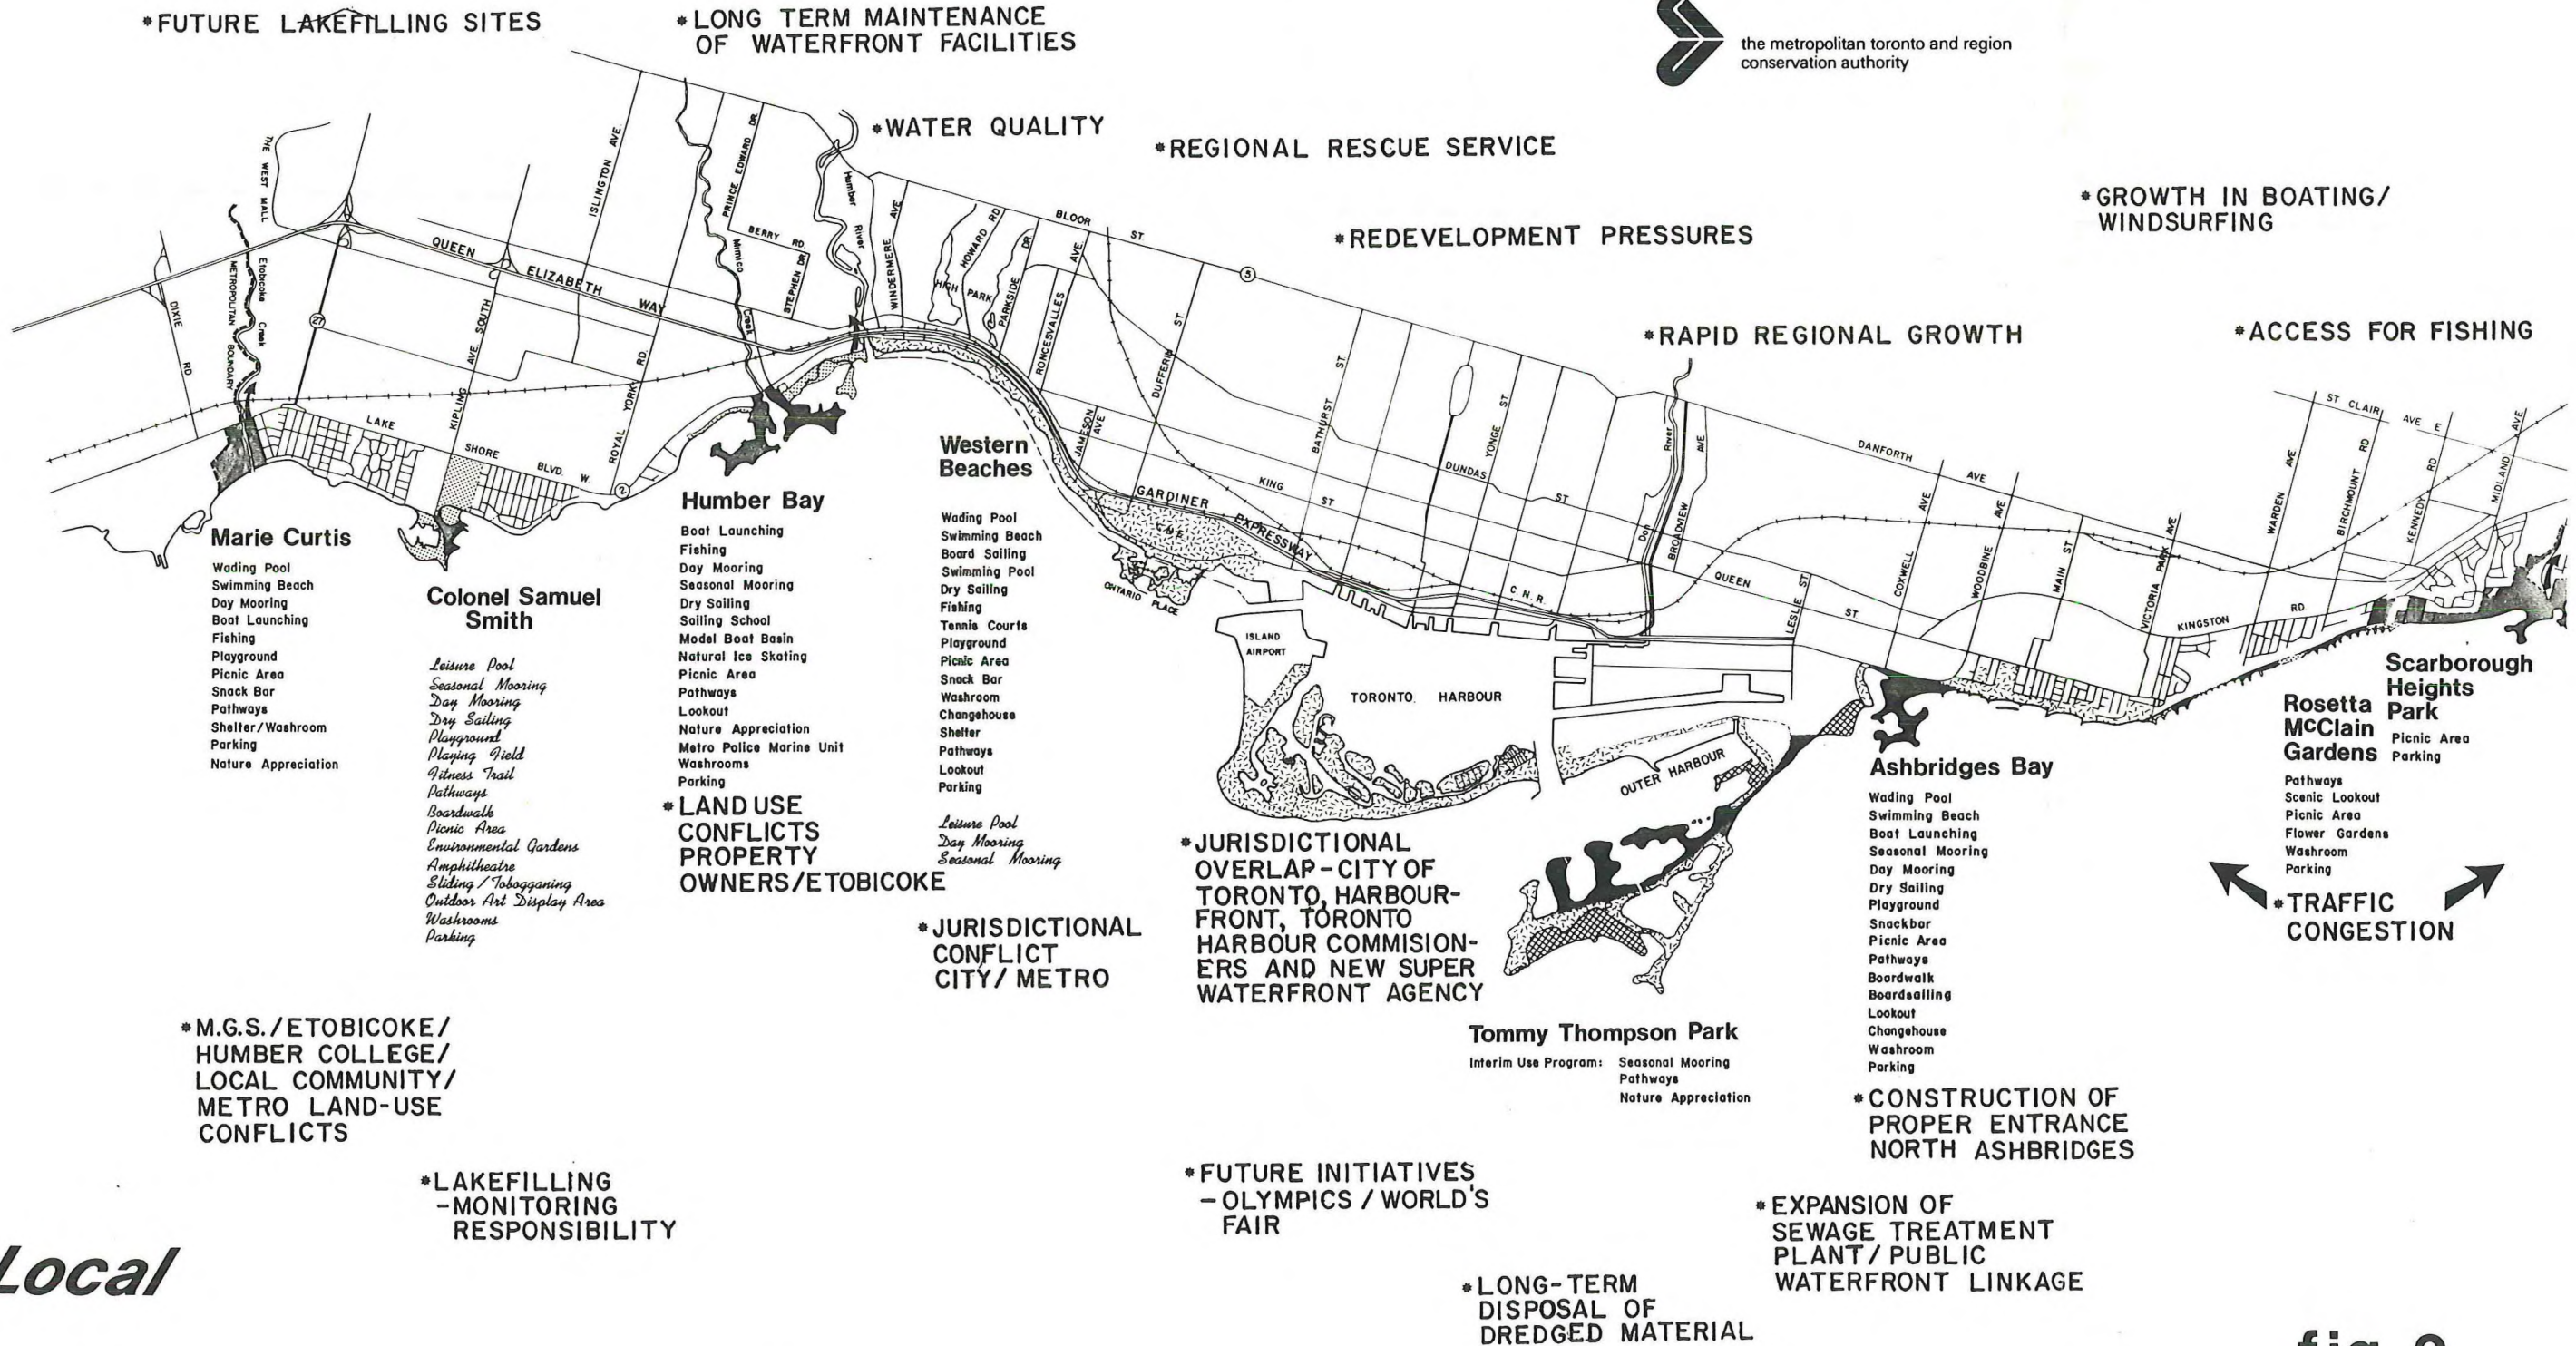 *FUTURE LAKEFILLING SITES
*LONG TERM MAINTENANCE
OF WATERFRONT FACILITIES
the metropolitan toronto and region
conservation authority
*WATER QUALITY
*REGIONAL RESCUE SERVICE
*REDEVELOPMENT PRESSURES
*GROWTH IN BOATING/
WINDSURFING
*RAPID REGIONAL GROWTH
*ACCESS FOR FISHING
THE WEST MALL
ISLINGTON AVE.
PRINCE EDWARD DR.
Humber River
WINDERMERE AVE
BERRY RD.
STEPHEN DR
Mimico Creek
HOWARD RD
HIGH PARK
PARKSIDE DR
RONCESVALLES AVE.
BLOOR ST
5
DIXIE RD
METROPOLITAN BOUNDARY
Etobicoke Creek
27
QUEEN ELIZABETH WAY
KIPLING AVE. SOUTH
ROYAL YORK RD.
LAKE SHORE BLVD. W.
2
JAMESON AVE
DUFFERIN ST
BATHURST ST.
YONGE ST.
DUNDAS ST
KING ST
GARDINER EXPRESSWAY
C.N.E.
ONTARIO PLACE
C.N.R.
Don River
BROADVIEW AVE
DANFORTH AVE
QUEEN ST
LESLIE ST
COXWELL AVE
WOODBINE AVE
MAIN ST
VICTORIA PARK AVE
KINGSTON RD
WARDEN AVE
BIRCHMOUNT RD
KENNEDY RD
MIDLAND AVE
ST CLAIR AVE E
ISLAND
AIRPORT
TORONTO HARBOUR
OUTER HARBOUR
Marie Curtis
Wading Pool
Swimming Beach
Day Mooring
Boat Launching
Fishing
Playground
Picnic Area
Snack Bar
Pathways
Shelter/Washroom
Parking
Nature Appreciation
Colonel Samuel
Smith
Leisure Pool
Seasonal Mooring
Day Mooring
Dry Sailing
Playground
Playing Field
Fitness Trail
Pathways
Boardwalk
Picnic Area
Environmental Gardens
Amphitheatre
Sliding/Tobogganing
Outdoor Art Display Area
Washrooms
Parking
Humber Bay
Boat Launching
Fishing
Day Mooring
Seasonal Mooring
Dry Sailing
Sailing School
Model Boat Basin
Natural Ice Skating
Picnic Area
Pathways
Lookout
Nature Appreciation
Metro Police Marine Unit
Washrooms
Parking
*LAND USE
CONFLICTS
PROPERTY
OWNERS/ETOBICOKE
Western
Beaches
Wading Pool
Swimming Beach
Board Sailing
Swimming Pool
Dry Sailing
Fishing
Tennis Courts
Playground
Picnic Area
Snack Bar
Washroom
Changehouse
Shelter
Pathways
Lookout
Parking
Leisure Pool
Day Mooring
Seasonal Mooring
*JURISDICTIONAL
CONFLICT
CITY/METRO
*JURISDICTIONAL
OVERLAP-CITY OF
TORONTO, HARBOUR-
FRONT, TORONTO
HARBOUR COMMISION-
ERS AND NEW SUPER
WATERFRONT AGENCY
Tommy Thompson Park
Interim Use Program: Seasonal Mooring
Pathways
Nature Appreciation
Ashbridges Bay
Wading Pool
Swimming Beach
Boat Launching
Seasonal Mooring
Day Mooring
Dry Sailing
Playground
Snackbar
Picnic Area
Pathways
Boardwalk
Boardsailing
Lookout
Changehouse
Washroom
Parking
*CONSTRUCTION OF
PROPER ENTRANCE
NORTH ASHBRIDGES
Rosetta
McClain
Gardens
Pathways
Scenic Lookout
Picnic Area
Flower Gardens
Washroom
Parking
Scarborough
Heights
Park
Picnic Area
Parking
*TRAFFIC
CONGESTION
*M.G.S./ETOBICOKE/
HUMBER COLLEGE/
LOCAL COMMUNITY/
METRO LAND-USE
CONFLICTS
*LAKEFILLING
-MONITORING
RESPONSIBILITY
*FUTURE INITIATIVES
-OLYMPICS / WORLD'S
FAIR
*EXPANSION OF
SEWAGE TREATMENT
PLANT/PUBLIC
WATERFRONT LINKAGE
*LONG-TERM
DISPOSAL OF
DREDGED MATERIAL
Local